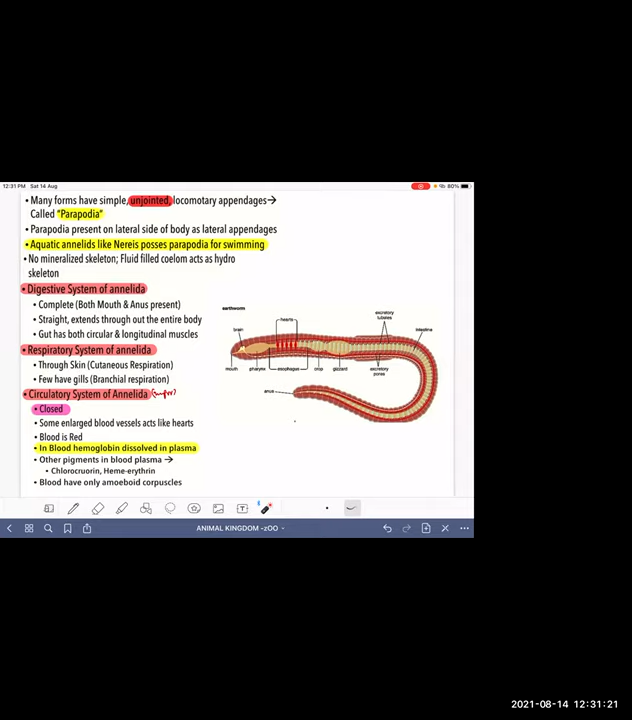 12:31 PM Sat 14 Aug
80%
• Many forms have simple, unjointed, locomotary appendages→
Called "Parapodia"
• Parapodia present on lateral side of body as lateral appendages
• Aquatic annelids like Nereis posses parapodia for swimming
• No mineralized skeleton; Fluid filled coelom acts as hydro
skeleton
• Digestive System of annelida
• Complete (Both Mouth & Anus present)
• Straight, extends through out the entire body
• Gut has both circular & longitudinal muscles
• Respiratory System of annelida
• Through Skin (Cutaneous Respiration)
• Few have gills (Branchial respiration)
• Circulatory System of Annelida
• Closed
• Some enlarged blood vessels acts like hearts
• Blood is Red
• In Blood hemoglobin dissolved in plasma
• Other pigments in blood plasma →
• Chlorocruorin, Heme-erythrin
• Blood have only amoeboid corpuscles
earthworm
brain
hearts
excretory
tubules
intestine
mouth
pharynx
esophagus
crop
gizzard
excretory
pores
anus
ANIMAL KINGDOM -zOO
2021-08-14 12:31:21